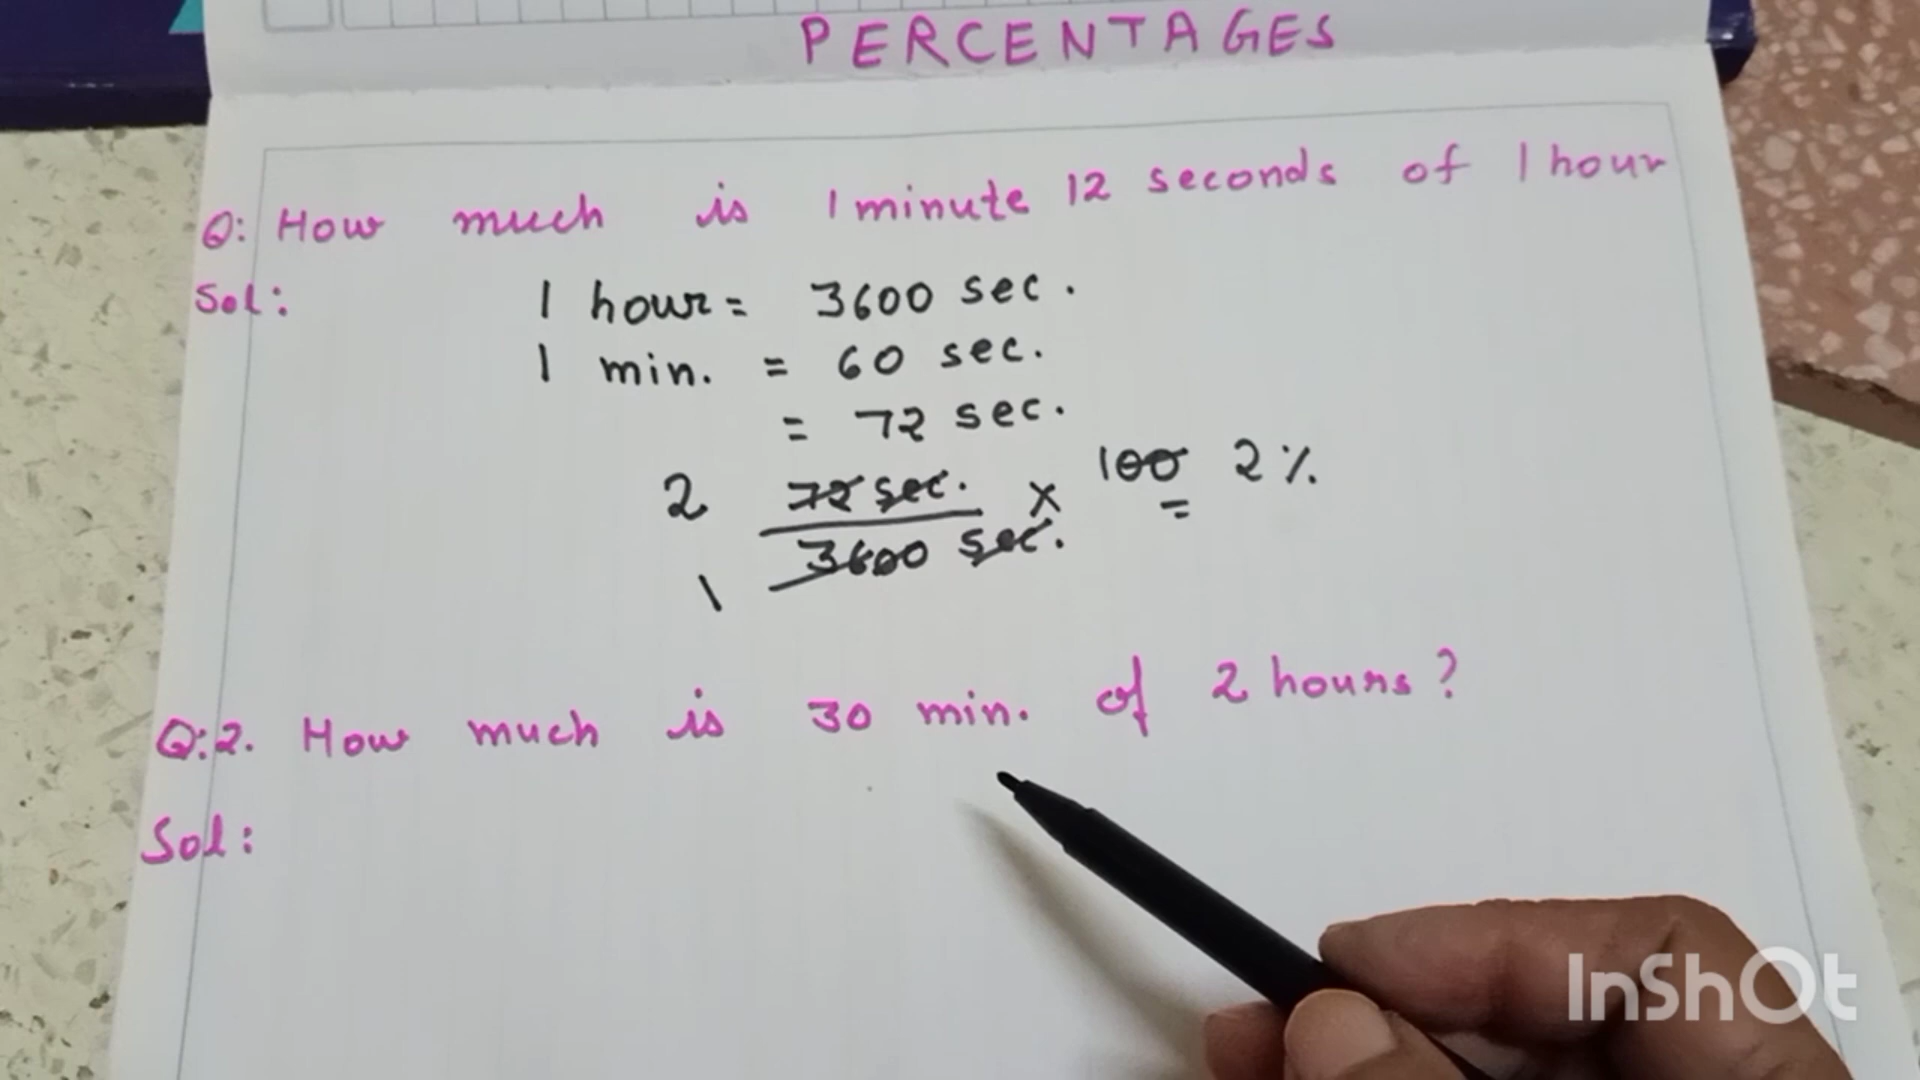 PERCENTAGES
Q: How much is 1 minute 12 seconds of 1 hour
Sol:
1 hour = 3600 sec.
1 min. = 60 sec.
= 72 sec.
2 72 sec. × 100 = 2%
3600 sec.
1
Q:2. How much is 30 min. of 2 hours?
Sol:
InShOt